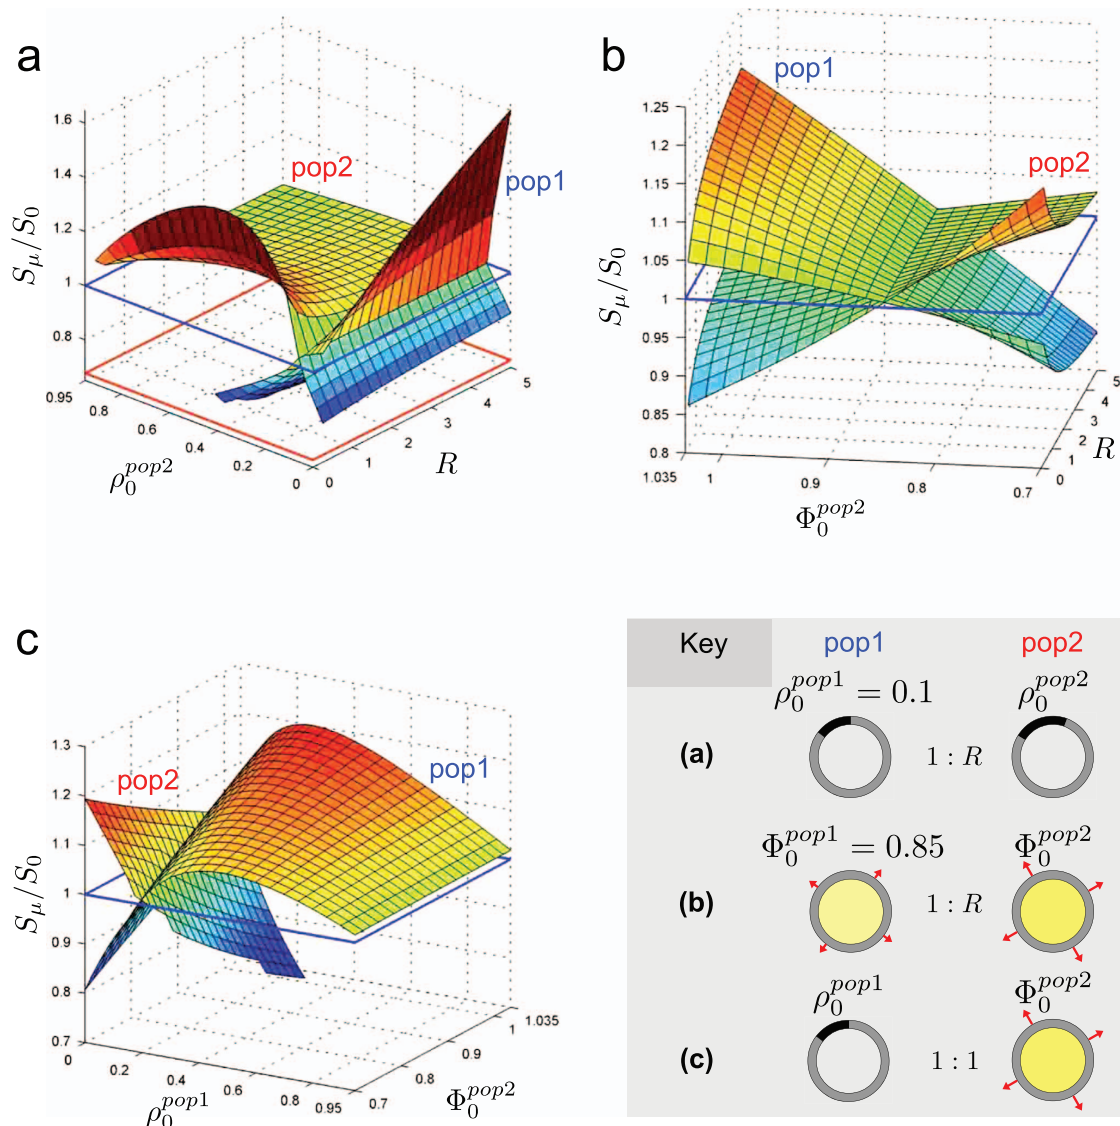 a
pop2
pop1
S_μ/S_0
1.6
1.4
1.2
1
0.8
0.95
0.8
0.6
0.4
0.2
0
ρ_0^{pop2}
0
1
2
3
4
5
R
b
pop1
pop2
S_μ/S_0
1.25
1.2
1.15
1.1
1.05
1
0.95
0.9
0.85
0.8
1.035
1
0.9
0.8
0.7
Φ_0^{pop2}
0
1
2
3
4
5
R
c
pop2
pop1
S_μ/S_0
1.3
1.2
1.1
1
0.9
0.8
0.7
0
0.2
0.4
0.6
0.8
0.95
ρ_0^{pop1}
0.7
0.8
0.9
1
1.035
Φ_0^{pop2}
Key pop1 pop2
ρ_0^{pop1} = 0.1 ρ_0^{pop2}
(a) 1 : R
Φ_0^{pop1} = 0.85 Φ_0^{pop2}
(b) 1 : R
ρ_0^{pop1} Φ_0^{pop2}
(c) 1 : 1